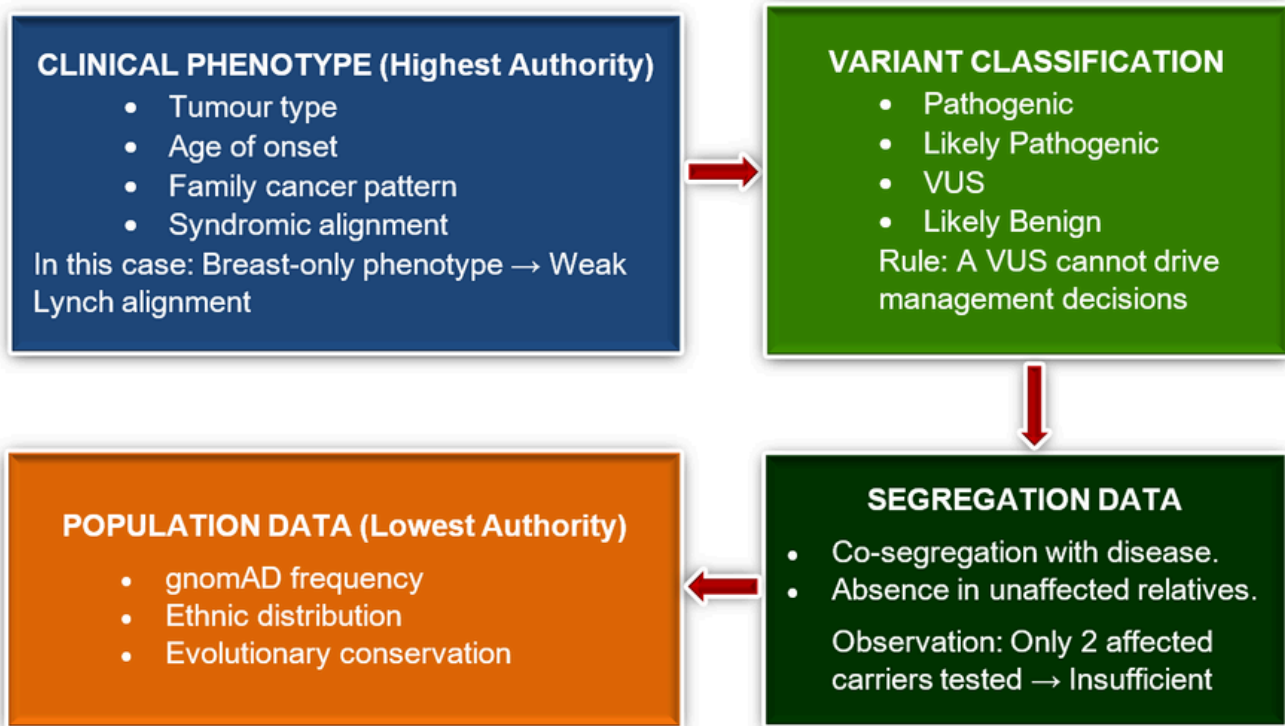 CLINICAL PHENOTYPE (Highest Authority)
• Tumour type
• Age of onset
• Family cancer pattern
• Syndromic alignment
In this case: Breast-only phenotype → Weak
Lynch alignment
VARIANT CLASSIFICATION
• Pathogenic
• Likely Pathogenic
• VUS
• Likely Benign
Rule: A VUS cannot drive
management decisions
SEGREGATION DATA
• Co-segregation with disease.
• Absence in unaffected relatives.
Observation: Only 2 affected
carriers tested → Insufficient
POPULATION DATA (Lowest Authority)
• gnomAD frequency
• Ethnic distribution
• Evolutionary conservation